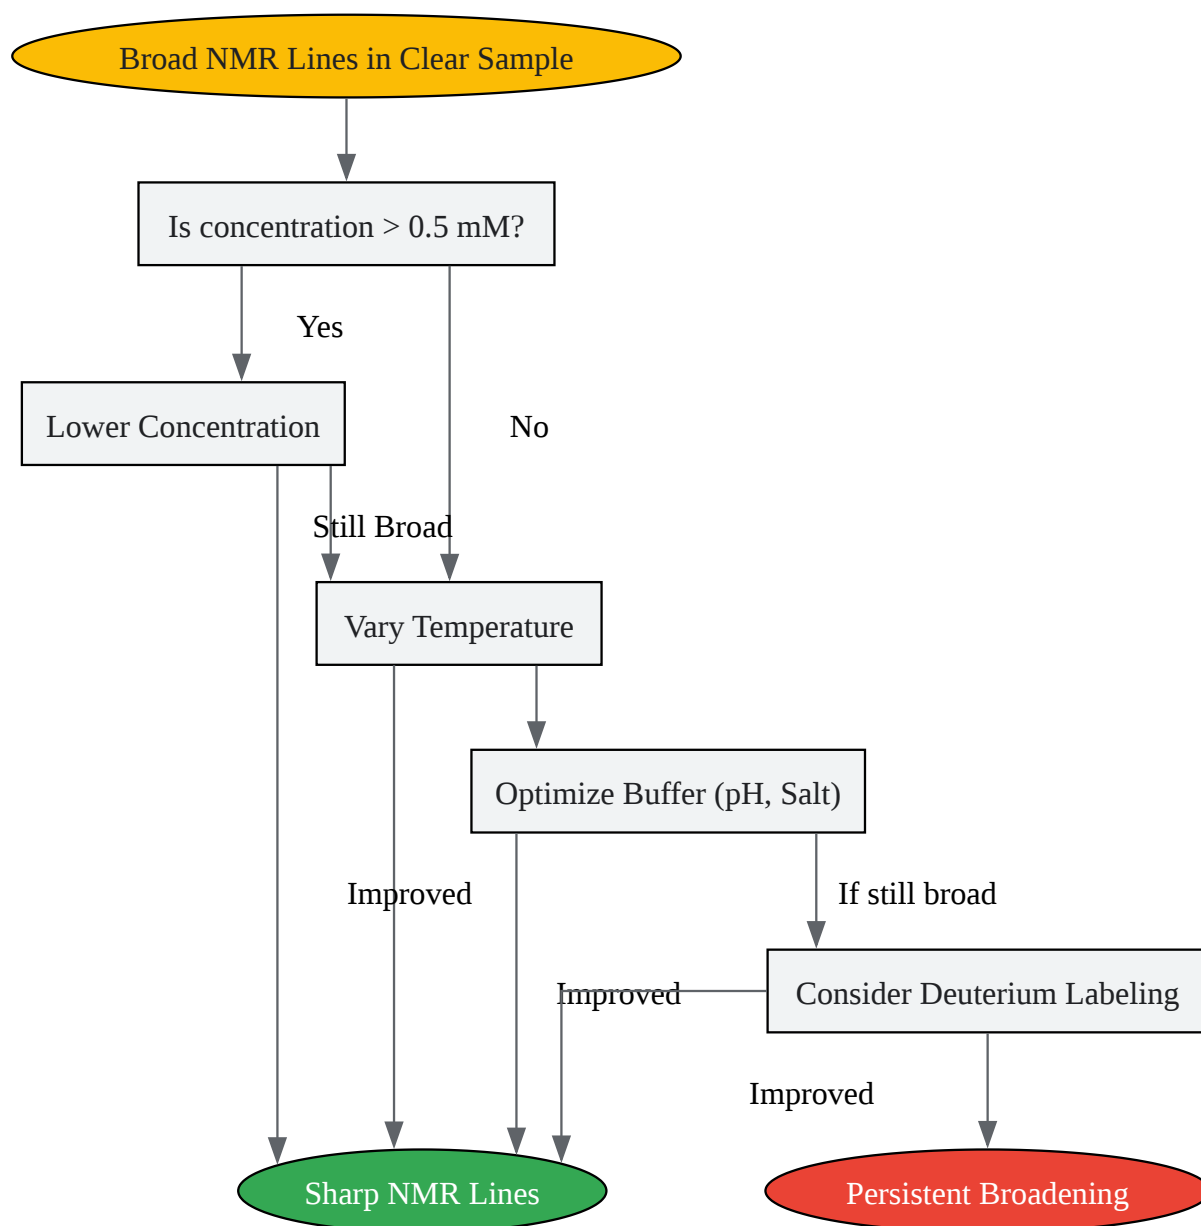 Broad NMR Lines in Clear Sample
Is concentration > 0.5 mM?
Yes
Lower Concentration
No
Still Broad
Vary Temperature
Optimize Buffer (pH, Salt)
Improved
If still broad
Improved
Consider Deuterium Labeling
Improved
Sharp NMR Lines
Persistent Broadening